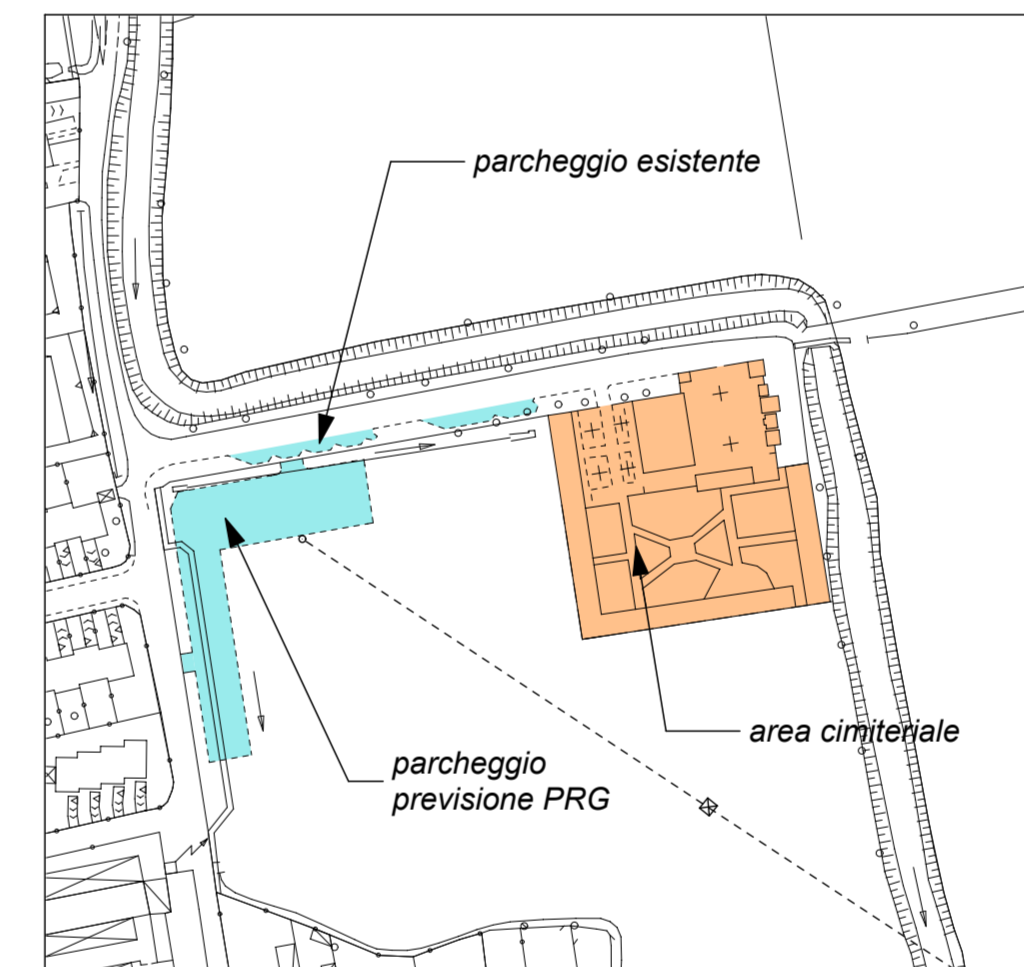 parcheggio esistente
area cimiteriale
parcheggio
previsione PRG